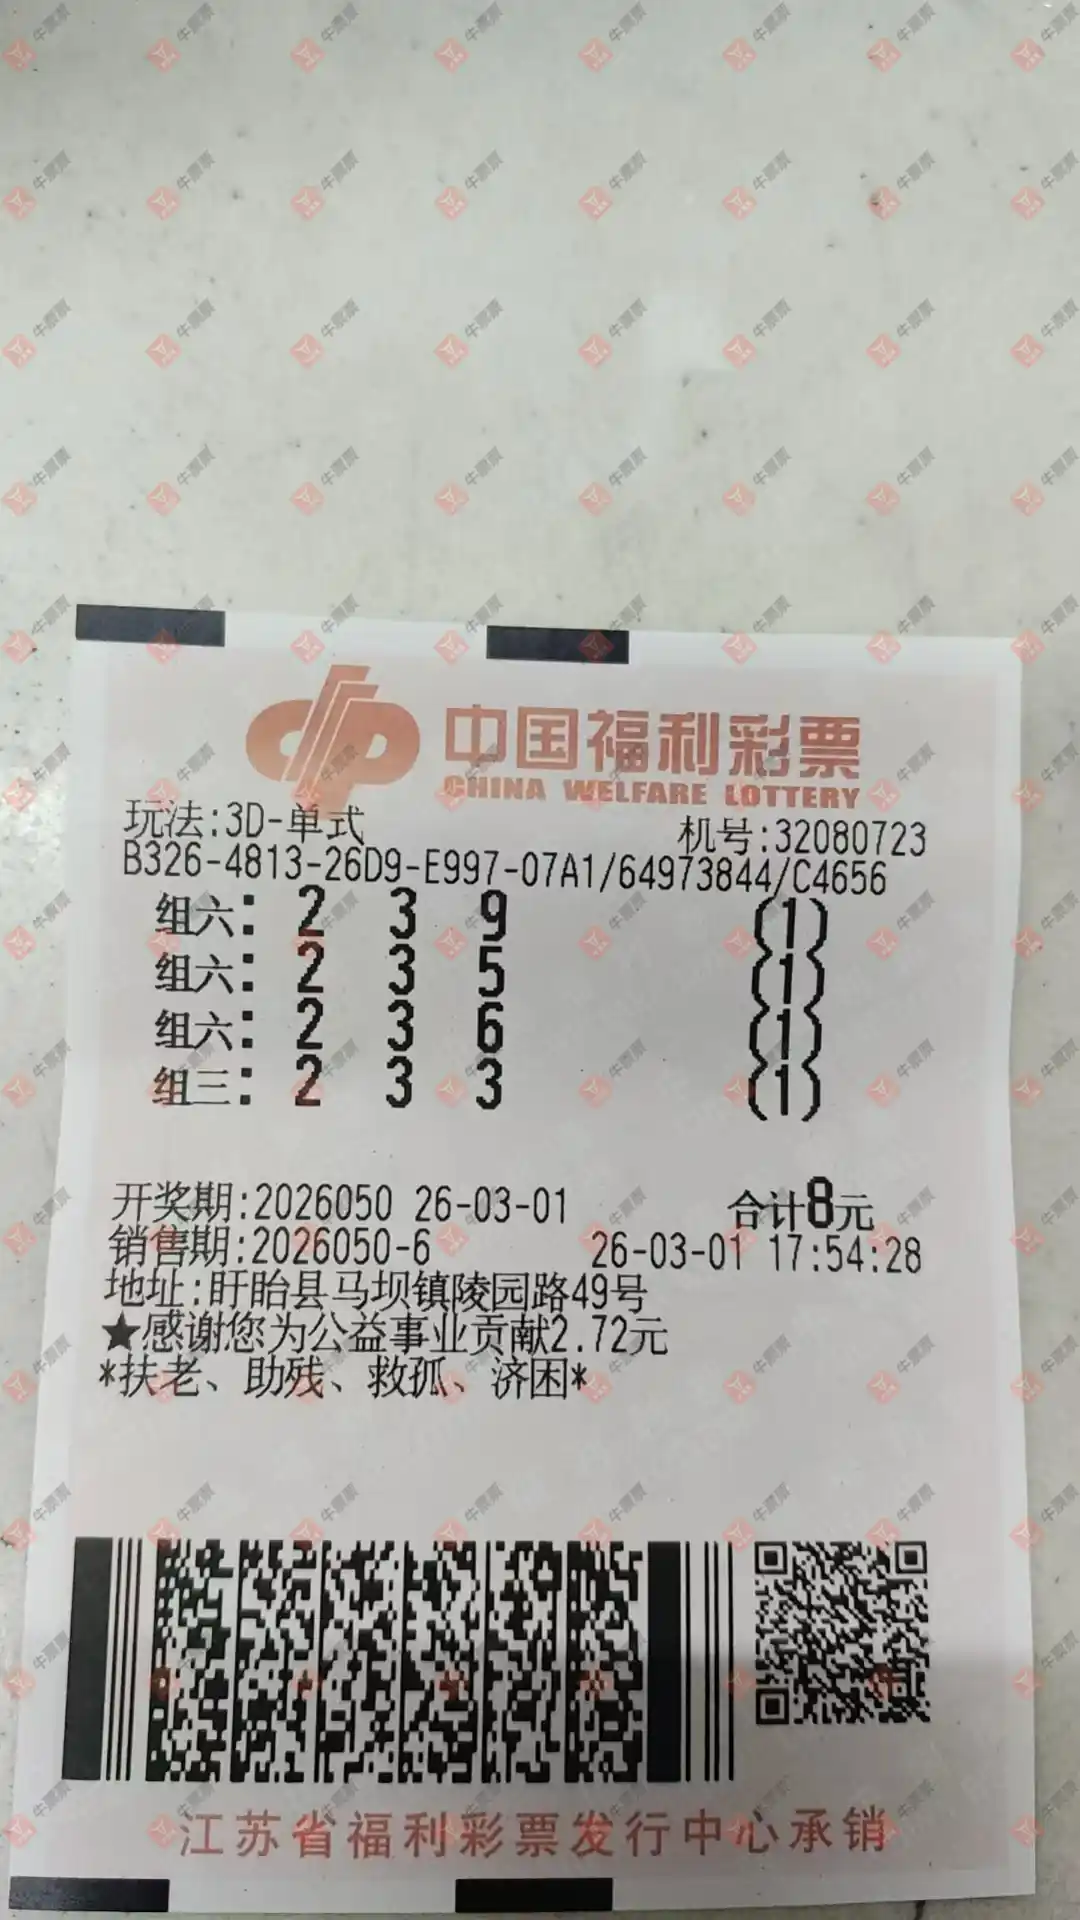 中国福利彩票
CHINA WELFARE LOTTERY
玩法:3D-单式
机号:32080723
B326-4813-26D9-E997-07A1/64973844/C4656
组六: 2 3 9 (1)
组六: 2 3 5 (1)
组六: 2 3 6 (1)
组三: 2 3 3 (1)
开奖期:2026050 26-03-01 合计8元
销售期:2026050-6 26-03-01 17:54:28
地址:盱眙县马坝镇陵园路49号
★感谢您为公益事业贡献2.72元
*扶老、助残、救孤、济困*
江苏省福利彩票发行中心承销
牛票票